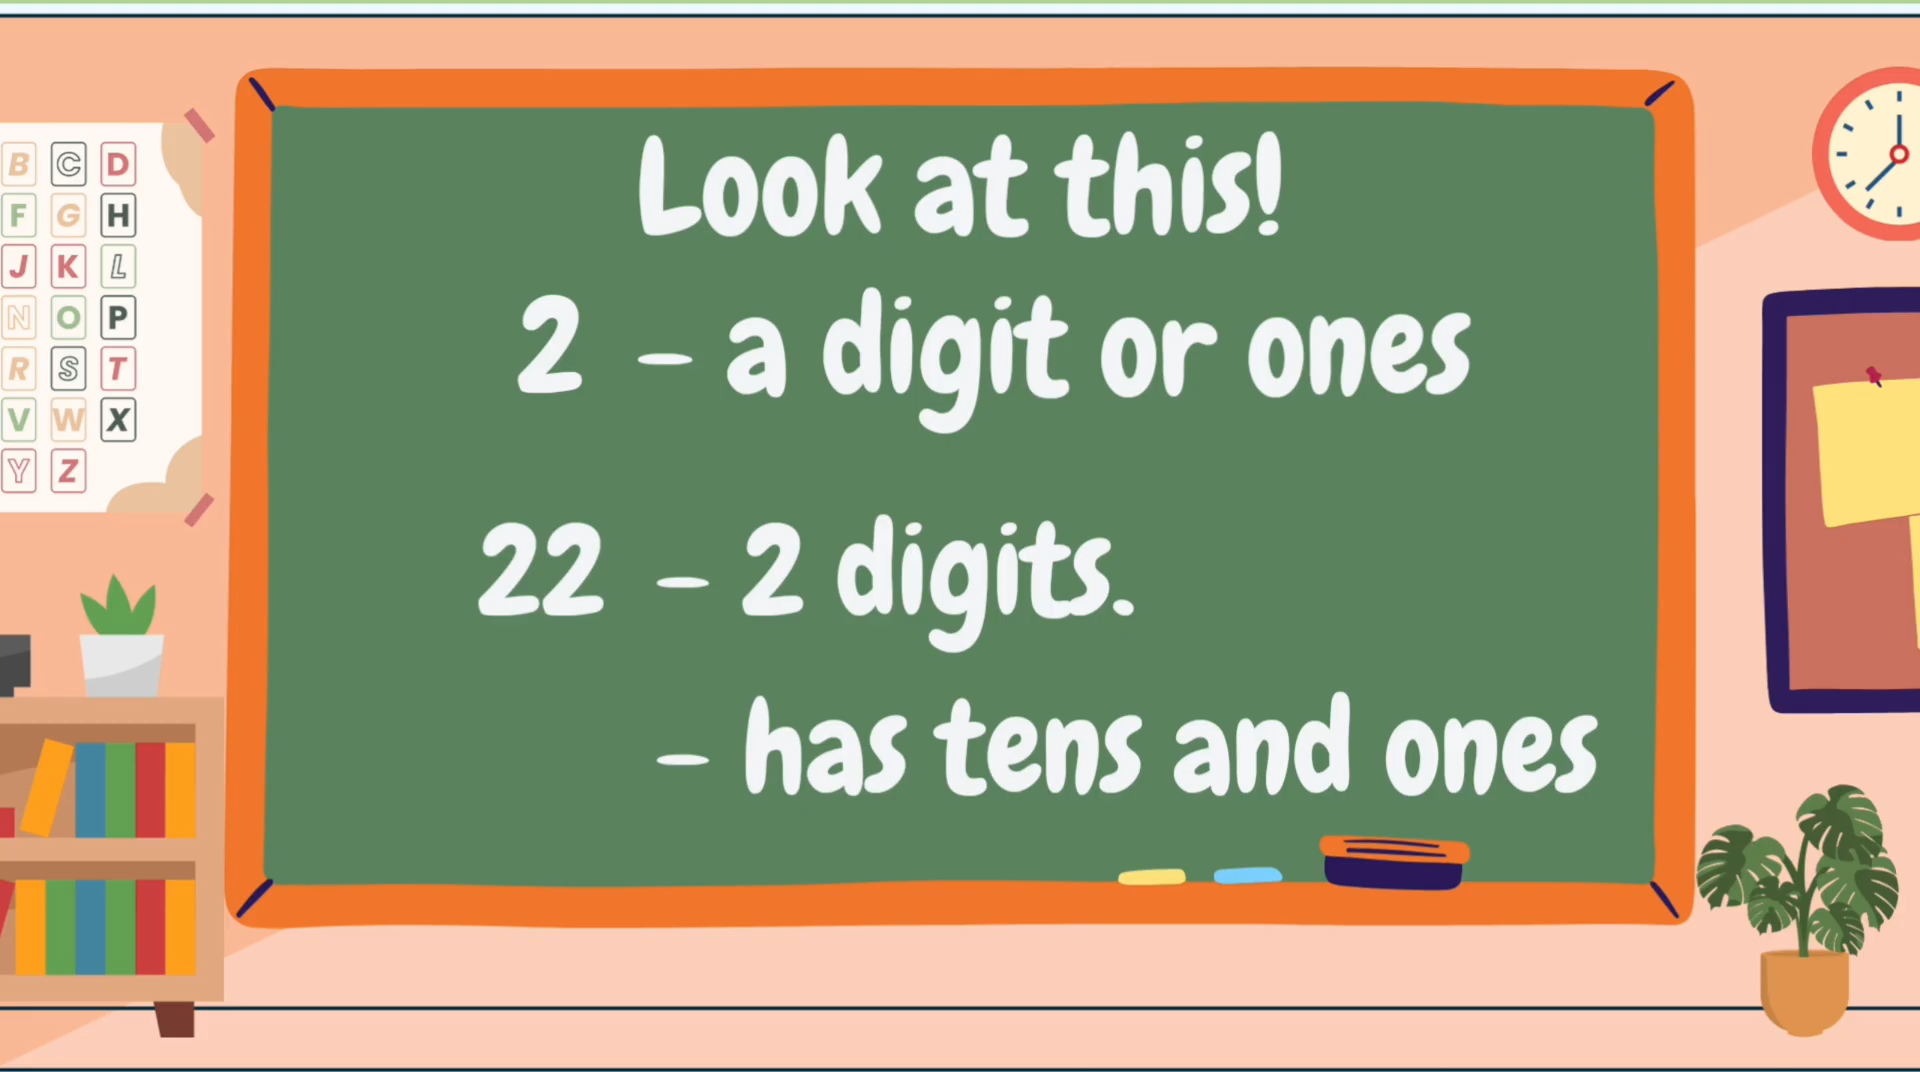 Look at this!
2 - a digit or ones
22 - 2 digits.
- has tens and ones
B C D
F G H
J K L
N O P
R S T
V W X
Y Z